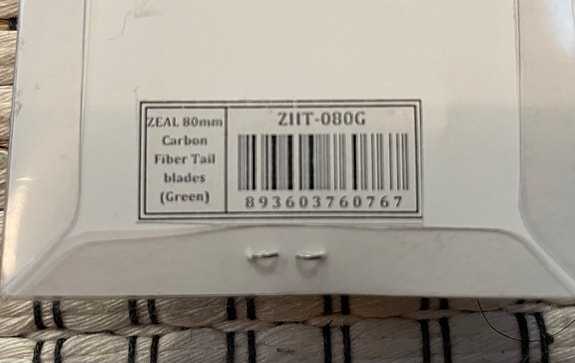 ZEAL 80mm
Carbon
Fiber Tail
blades
(Green)
ZHT-080G
893603760767